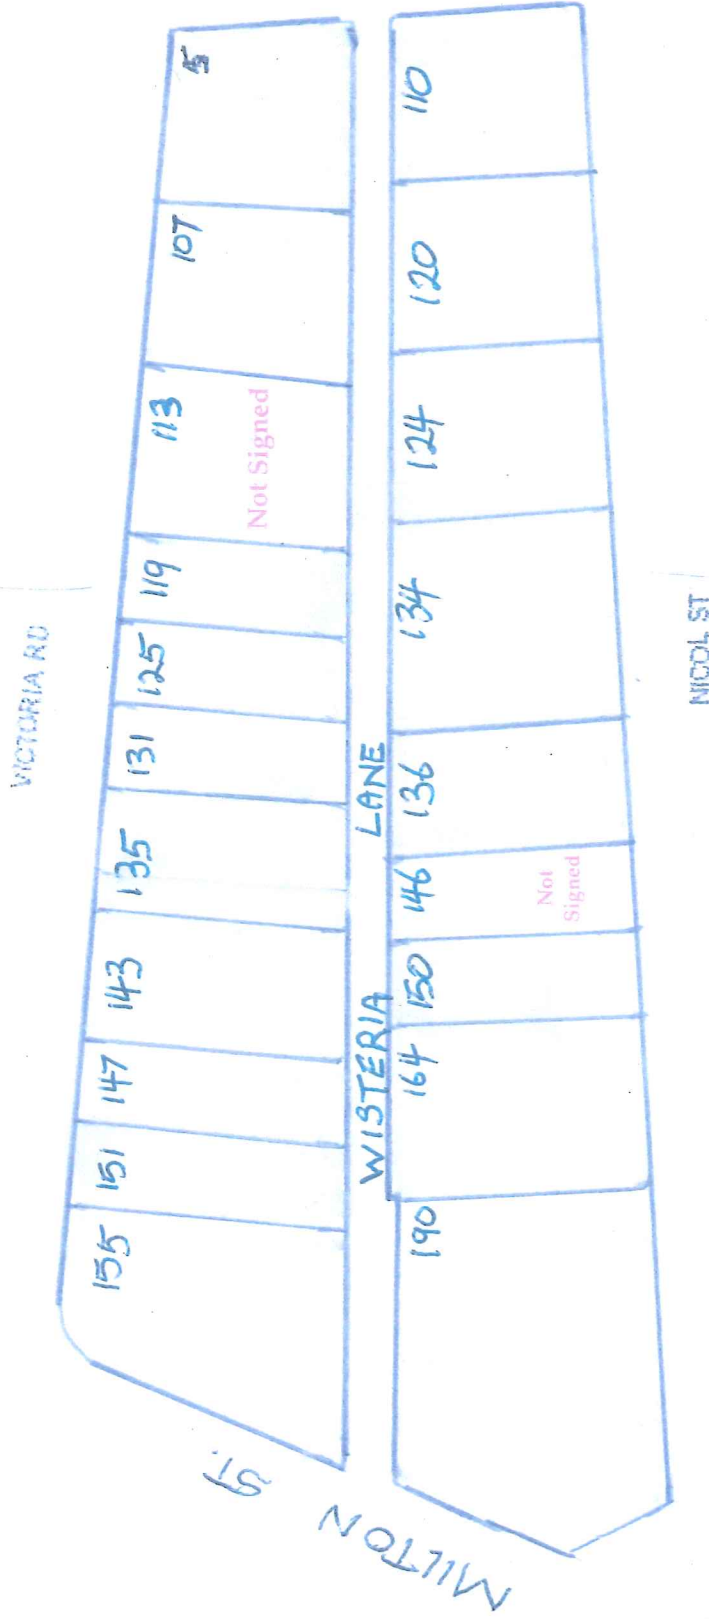 VICTORIA RD
5
107
113
Not Signed
119
125
131
135
143
147
151
155
WISTERIA LANE
110
120
124
134
136
146
Not
Signed
150
164
190
NICOL ST
MILTON ST.